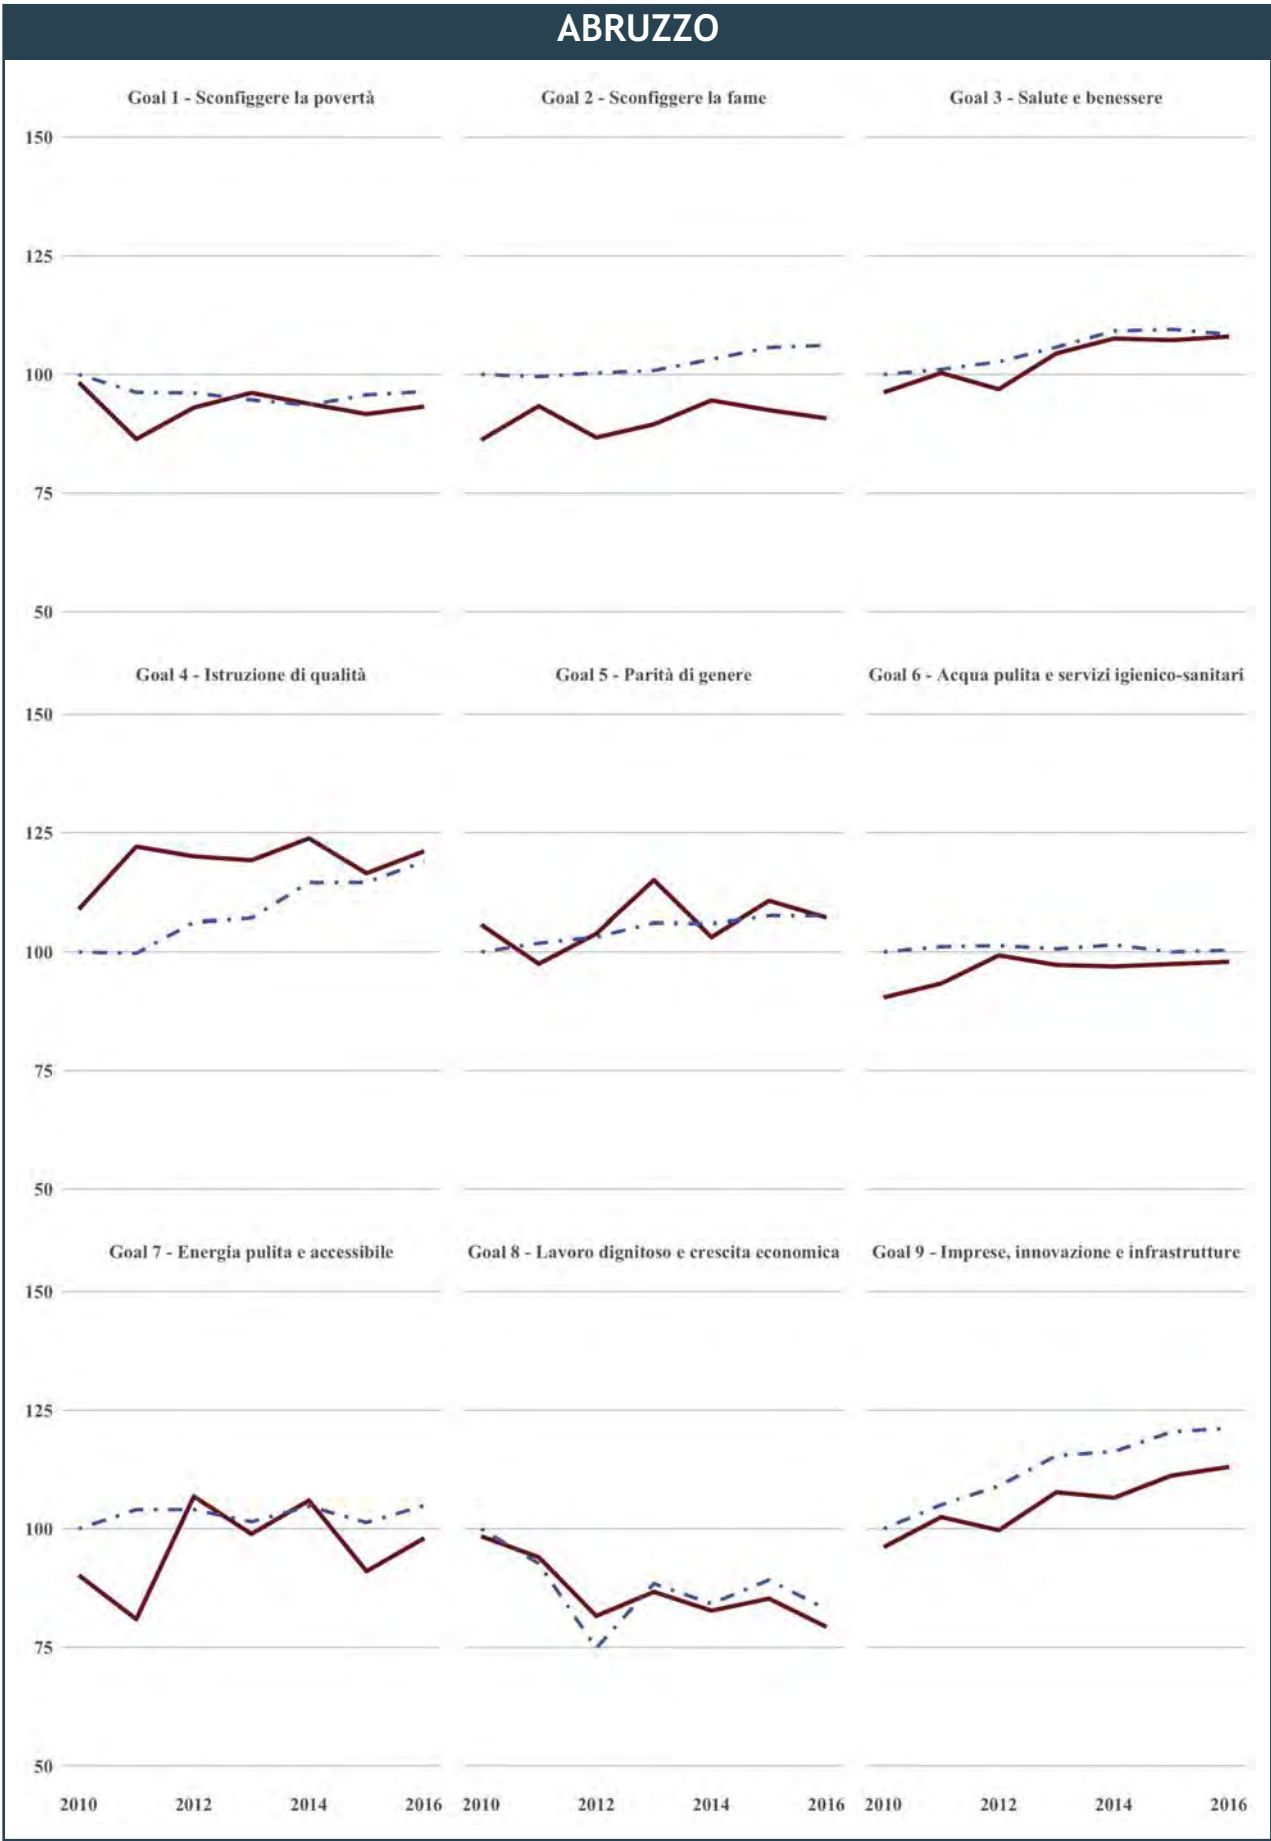 ABRUZZO
Goal 1 - Sconfiggere la povertà
Goal 2 - Sconfiggere la fame
Goal 3 - Salute e benessere
150
125
100
75
50
Goal 4 - Istruzione di qualità
Goal 5 - Parità di genere
Goal 6 - Acqua pulita e servizi igienico-sanitari
150
125
100
75
50
Goal 7 - Energia pulita e accessibile
Goal 8 - Lavoro dignitoso e crescita economica
Goal 9 - Imprese, innovazione e infrastrutture
150
125
100
75
50
2010 2012 2014 2016
2010 2012 2014 2016
2010 2012 2014 2016